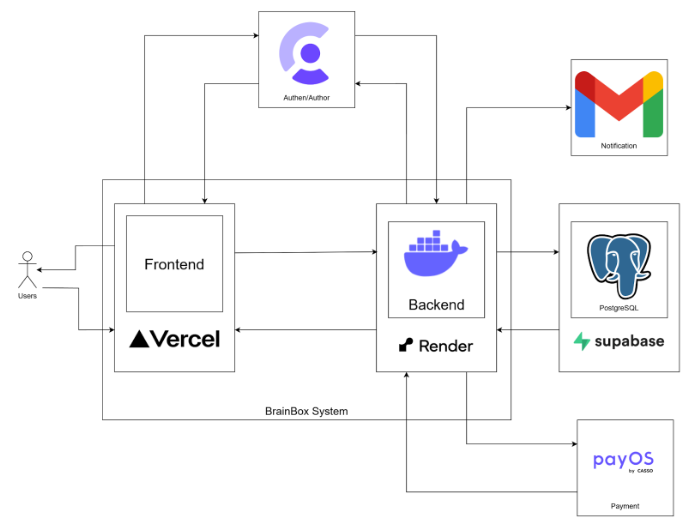 Authen/Author
Notification
Frontend
Vercel
Users
Backend
Render
PostgreSQL
supabase
BrainBox System
payOS
by CASSO
Payment